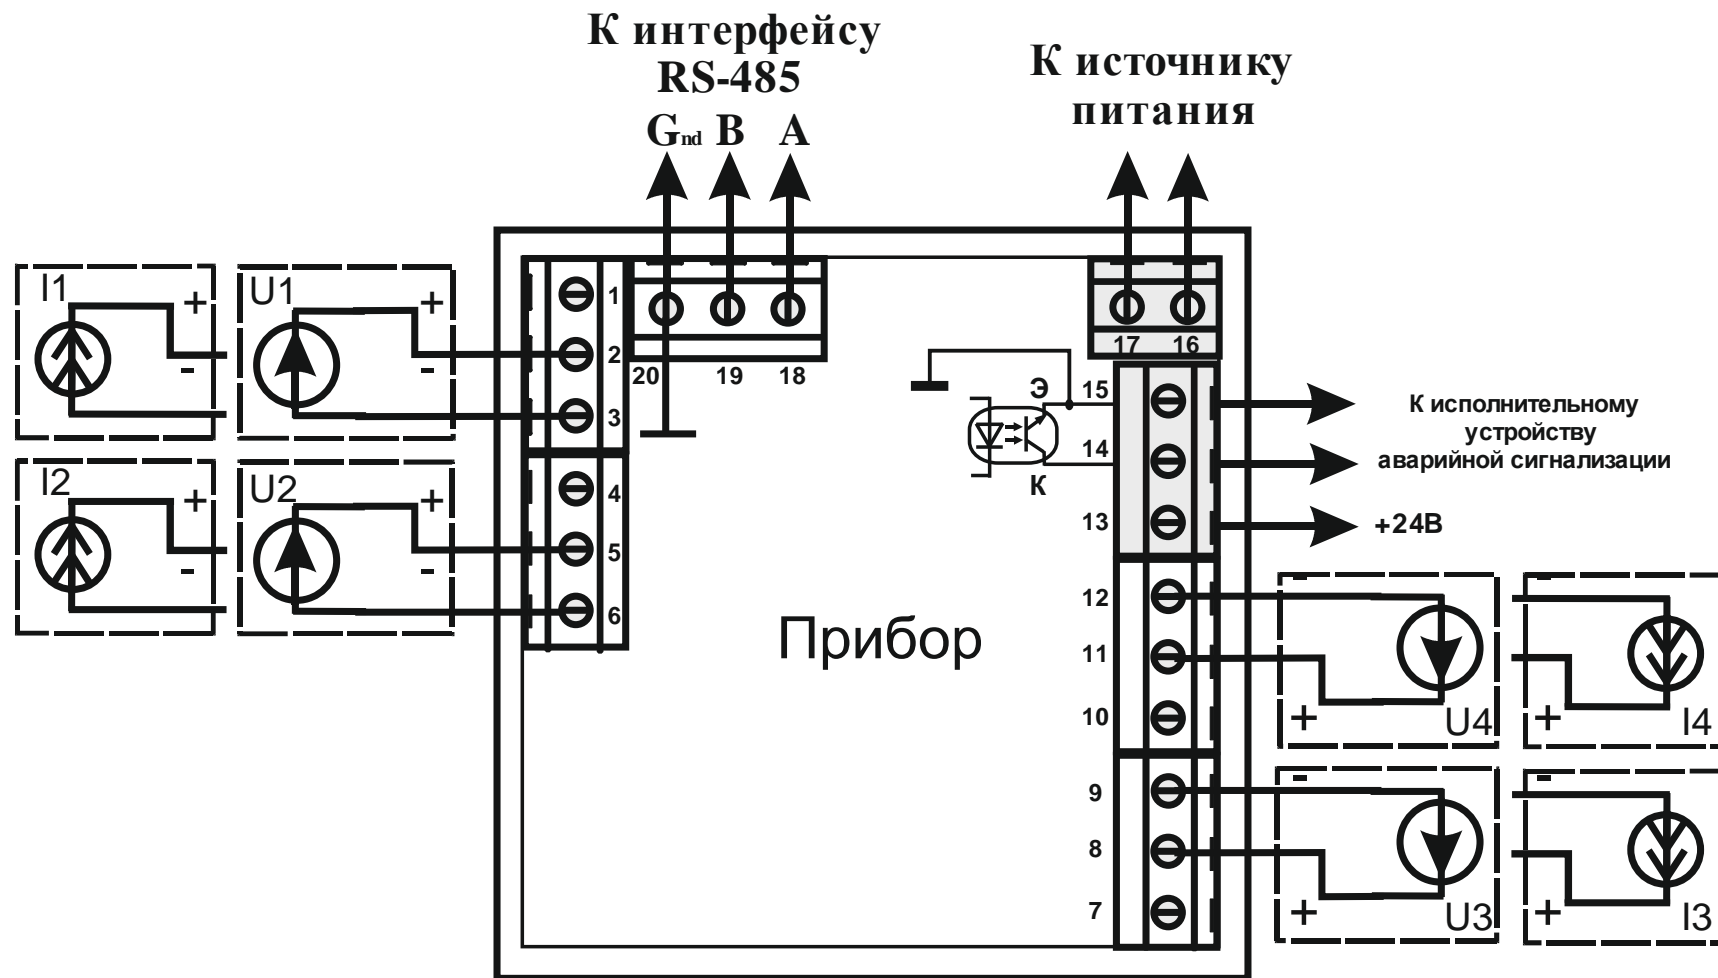 К интерфейсу
RS-485
Gnd B A
К источнику
питания
I1 + -
U1 + -
I2 + -
U2 + -
1
2
3
4
5
6
20 19 18
17 16
15
14
13
12
11
10
9
8
7
Э
К
Прибор
К исполнительному
устройству
аварийной сигнализации
+24В
- + U4
- + I4
- + U3
- + I3